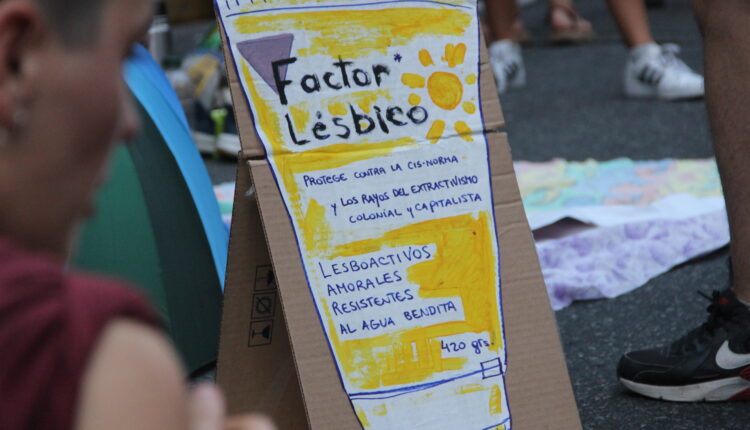 Factor*
Lésbico
PROTEGE CONTRA LA CIS-NORMA
Y LOS RAYOS DEL EXTRACTIVISMO
COLONIAL Y CAPITALISTA
LESBOACTIVOS
AMORALES
RESISTENTES
AL AGUA BENDITA
420 grs.